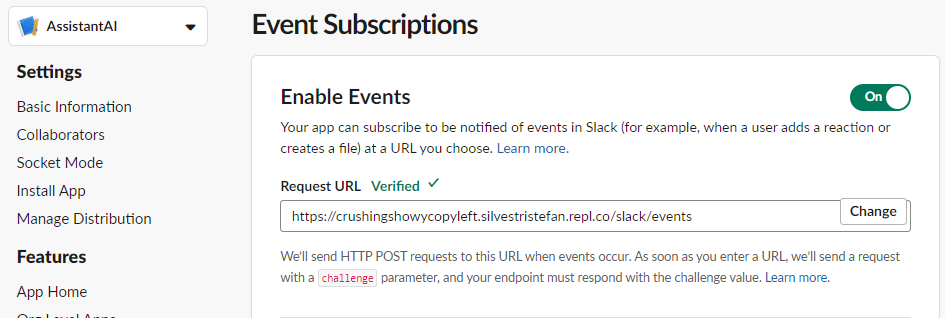 AssistantAI
Settings
Basic Information
Collaborators
Socket Mode
Install App
Manage Distribution
Features
App Home
Org Level Apps
Event Subscriptions
Enable Events
On
Your app can subscribe to be notified of events in Slack (for example, when a user adds a reaction or
creates a file) at a URL you choose. Learn more.
Request URL Verified
https://crushingshowycopyleft.silvestristefan.repl.co/slack/events
Change
We'll send HTTP POST requests to this URL when events occur. As soon as you enter a URL, we'll send a request
with a challenge parameter, and your endpoint must respond with the challenge value. Learn more.